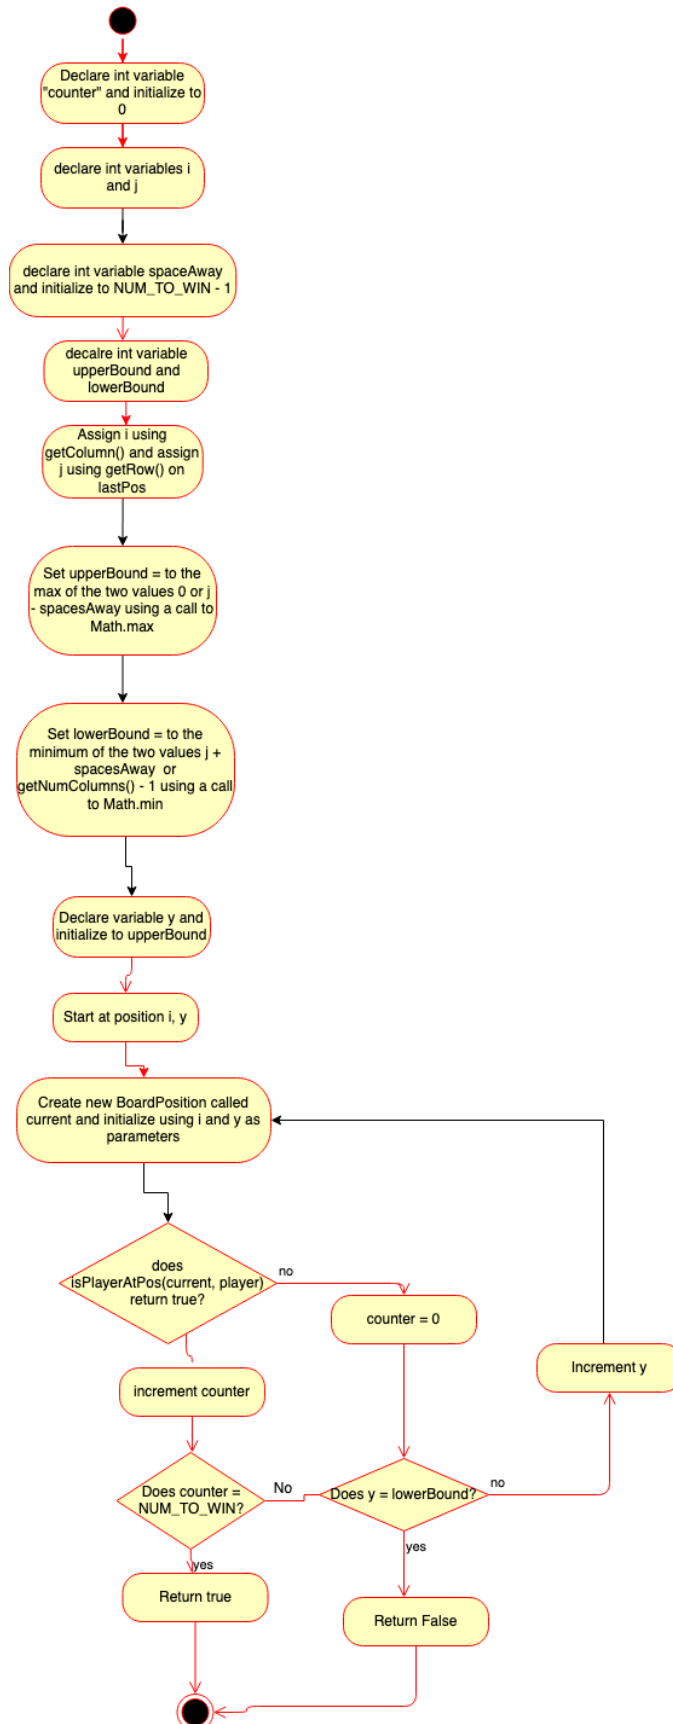 Declare int variable
"counter" and initialize to
0
declare int variables i
and j
declare int variable spaceAway
and initialize to NUM_TO_WIN - 1
decalre int variable
upperBound and
lowerBound
Assign i using
getColumn() and assign
j using getRow() on
lastPos
Set upperBound = to the
max of the two values 0 or j
- spacesAway using a call to
Math.max
Set lowerBound = to the
minimum of the two values j +
spacesAway or
getNumColumns() - 1 using a call
to Math.min
Declare variable y and
initialize to upperBound
Start at position i, y
Create new BoardPosition called
current and initialize using i and y as
parameters
does
isPlayerAtPos(current, player)
return true?
no
counter = 0
Increment y
increment counter
Does counter =
NUM_TO_WIN?
No
Does y = lowerBound?
no
yes
yes
Return true
Return False